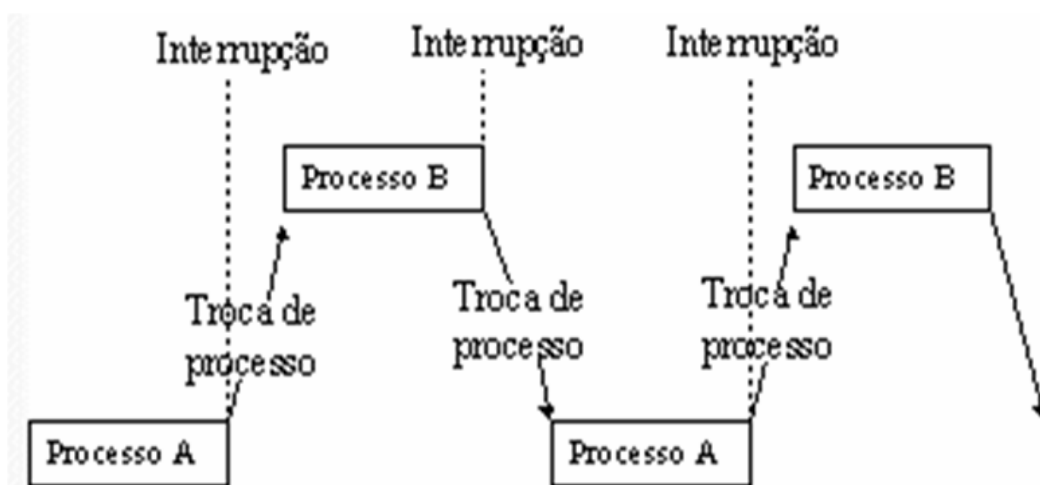 Interrupção
Interrupção
Interrupção
Processo B
Processo B
Troca de
processo
Troca de
processo
Troca de
processo
Processo A
Processo A